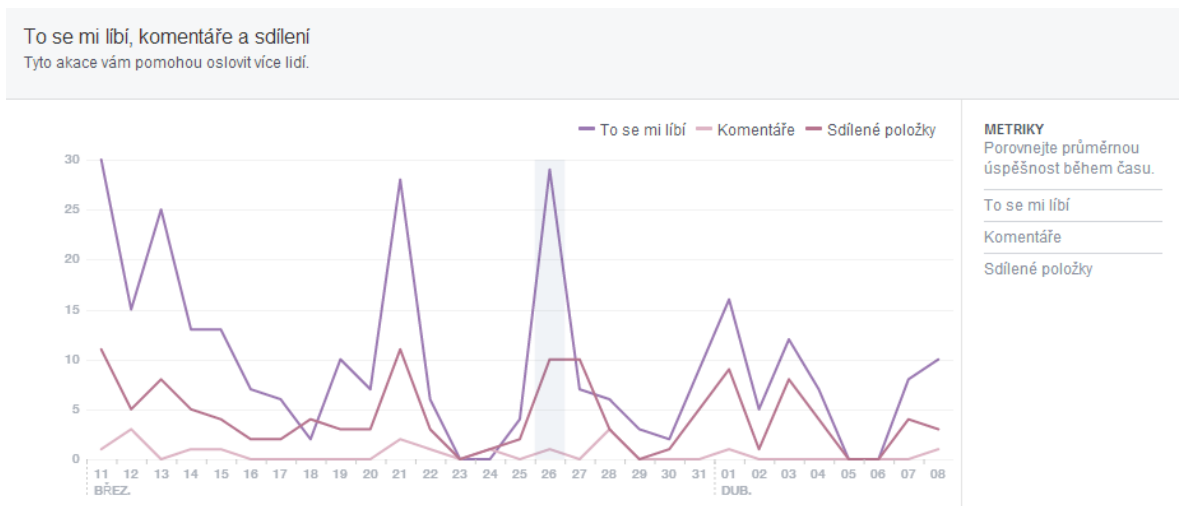 To se mi líbí, komentáře a sdílení
Tyto akace vám pomohou oslovit více lidí.
To se mi líbí Komentáře Sdílené položky
30
25
20
15
10
5
0
11 12 13 14 15 16 17 18 19 20 21 22 23 24 25 26 27 28 29 30 31 01 02 03 04 05 06 07 08
BŘEZ. DUB.
METRIKY
Porovnejte průměrnou
úspěšnost během času.
To se mi líbí
Komentáře
Sdílené položky